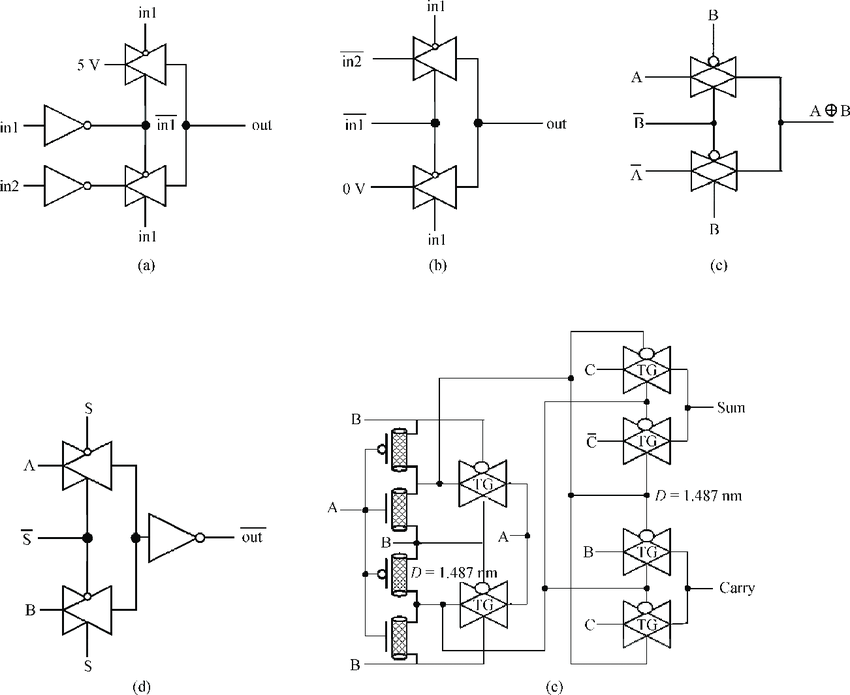 in1
5 V
in1
in1
out
in2
in1
(a)
in1
in2
in1
out
0 V
in1
(b)
B
A
B
A ⊕ B
A
B
(c)
S
A
S
out
B
S
(d)
B
A
TG
B
A
D = 1.487 nm
TG
B
C
TG
Sum
C
TG
D = 1.487 nm
B
TG
Carry
C
TG
(e)